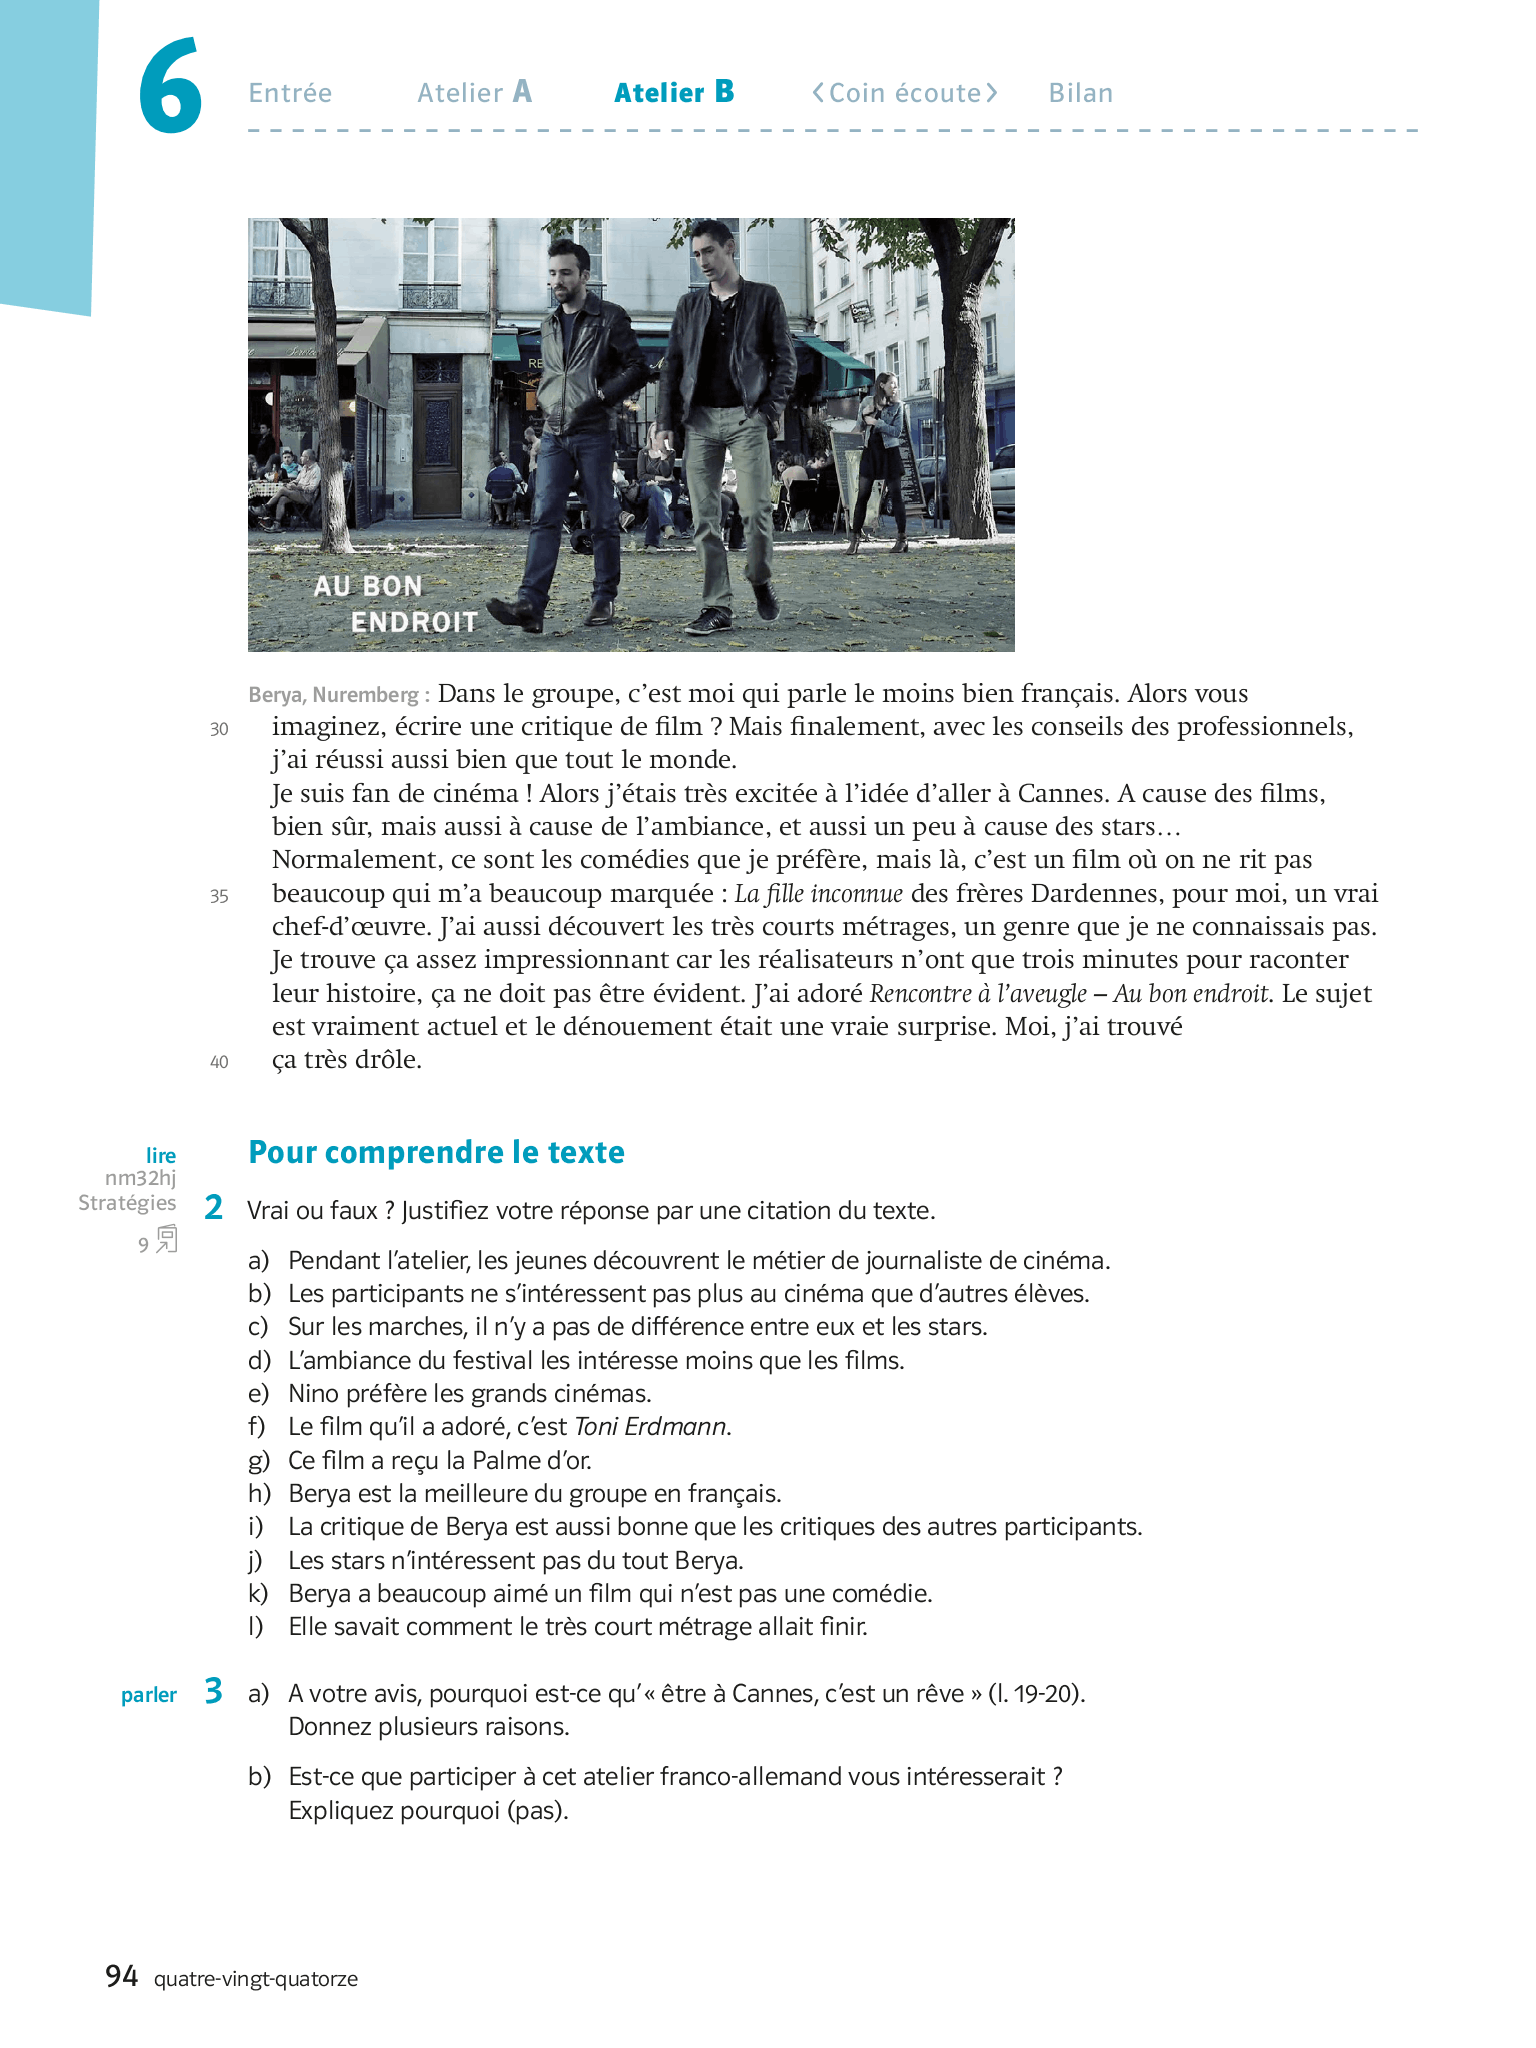 6
Entrée Atelier A Atelier B <Coin écoute> Bilan
AU BON
ENDROIT
Berya, Nuremberg : Dans le groupe, c’est moi qui parle le moins bien français. Alors vous
30 imaginez, écrire une critique de film ? Mais finalement, avec les conseils des professionnels,
j’ai réussi aussi bien que tout le monde.
Je suis fan de cinéma ! Alors j’étais très excitée à l’idée d’aller à Cannes. A cause des films,
bien sûr, mais aussi à cause de l’ambiance, et aussi un peu à cause des stars…
Normalement, ce sont les comédies que je préfère, mais là, c’est un film où on ne rit pas
35 beaucoup qui m’a beaucoup marquée : La fille inconnue des frères Dardennes, pour moi, un vrai
chef-d’œuvre. J’ai aussi découvert les très courts métrages, un genre que je ne connaissais pas.
Je trouve ça assez impressionnant car les réalisateurs n’ont que trois minutes pour raconter
leur histoire, ça ne doit pas être évident. J’ai adoré Rencontre à l’aveugle – Au bon endroit. Le sujet
est vraiment actuel et le dénouement était une vraie surprise. Moi, j’ai trouvé
40 ça très drôle.
lire
nm32hj
Stratégies
9
Pour comprendre le texte
2 Vrai ou faux ? Justifiez votre réponse par une citation du texte.
a) Pendant l’atelier, les jeunes découvrent le métier de journaliste de cinéma.
b) Les participants ne s’intéressent pas plus au cinéma que d’autres élèves.
c) Sur les marches, il n’y a pas de différence entre eux et les stars.
d) L’ambiance du festival les intéresse moins que les films.
e) Nino préfère les grands cinémas.
f) Le film qu’il a adoré, c’est Toni Erdmann.
g) Ce film a reçu la Palme d’or.
h) Berya est la meilleure du groupe en français.
i) La critique de Berya est aussi bonne que les critiques des autres participants.
j) Les stars n’intéressent pas du tout Berya.
k) Berya a beaucoup aimé un film qui n’est pas une comédie.
l) Elle savait comment le très court métrage allait finir.
parler 3 a) A votre avis, pourquoi est-ce qu’« être à Cannes, c’est un rêve » (l. 19-20).
Donnez plusieurs raisons.
b) Est-ce que participer à cet atelier franco-allemand vous intéresserait ?
Expliquez pourquoi (pas).
94 quatre-vingt-quatorze